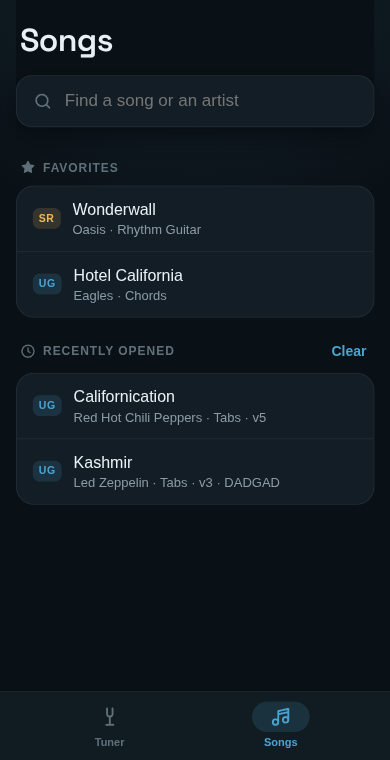 Songs
Find a song or an artist
FAVORITES
SR
Wonderwall
Oasis · Rhythm Guitar
UG
Hotel California
Eagles · Chords
RECENTLY OPENED
Clear
UG
Californication
Red Hot Chili Peppers · Tabs · v5
UG
Kashmir
Led Zeppelin · Tabs · v3 · DADGAD
Tuner
Songs